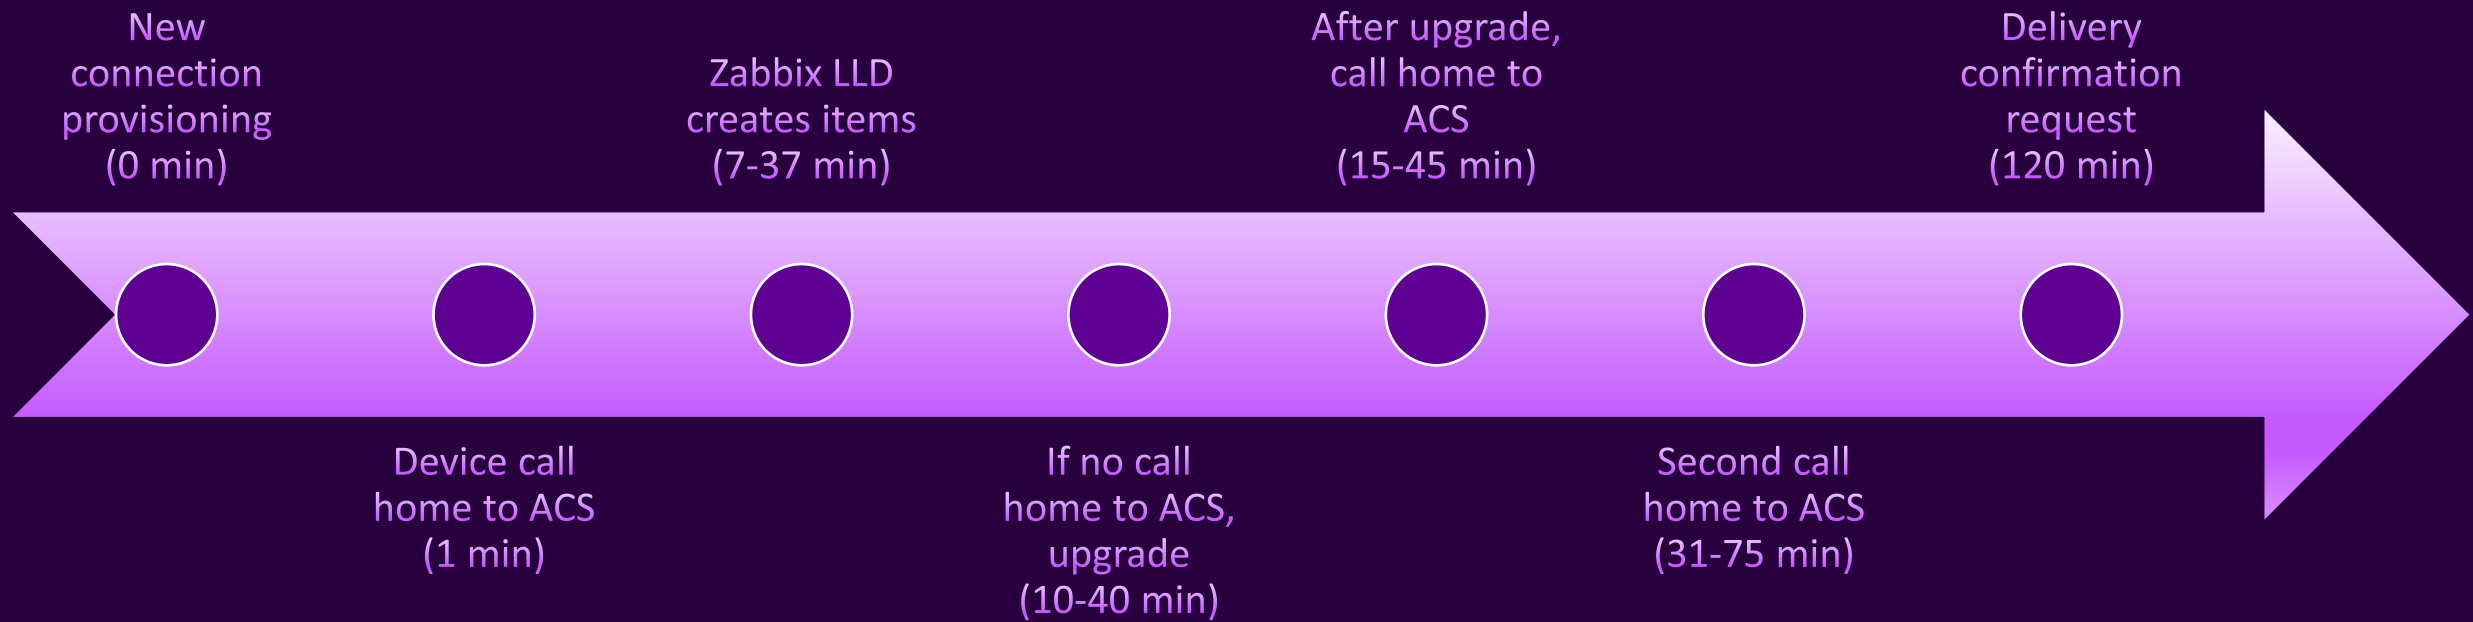 New
connection
provisioning
(0 min)
Device call
home to ACS
(1 min)
Zabbix LLD
creates items
(7-37 min)
If no call
home to ACS,
upgrade
(10-40 min)
After upgrade,
call home to
ACS
(15-45 min)
Second call
home to ACS
(31-75 min)
Delivery
confirmation
request
(120 min)